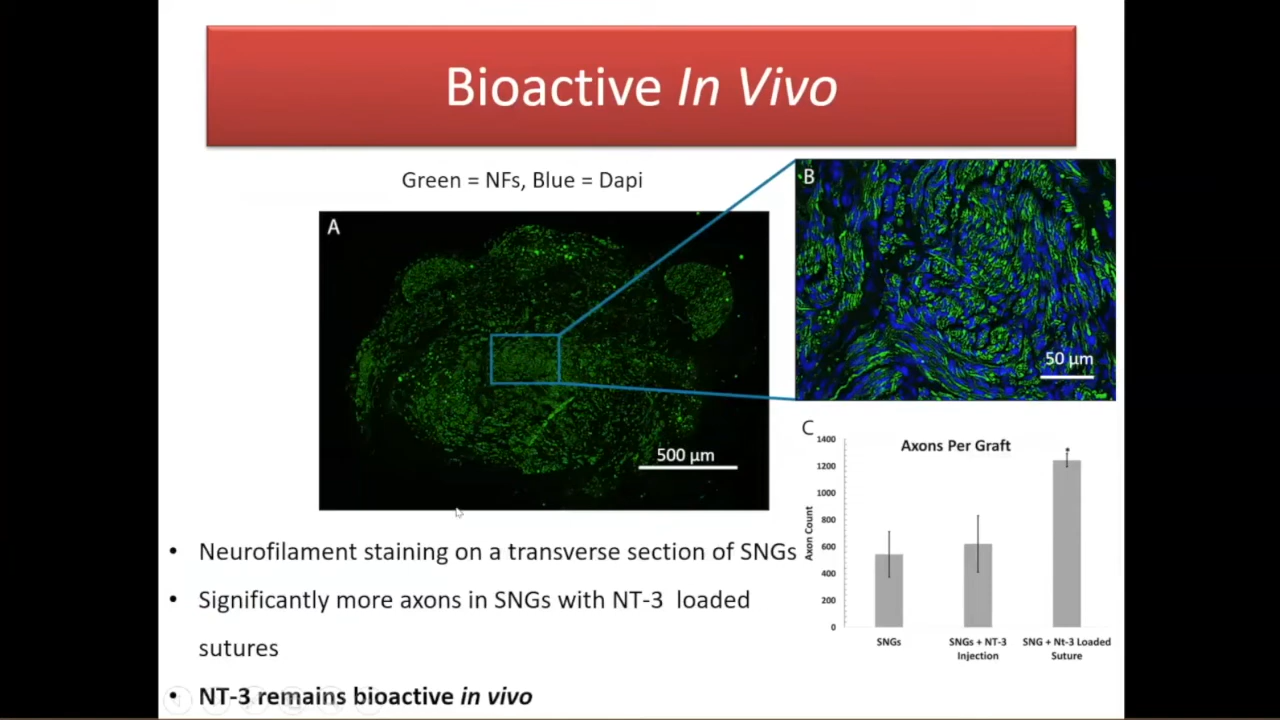 Bioactive In Vivo
Green = NFs, Blue = Dapi
A
500 µm
B
50 µm
C
Axons Per Graft
Axon Count
1400
1200
1000
800
600
400
200
0
*
SNGs
SNGs + NT-3
Injection
SNG + Nt-3 Loaded
Suture
• Neurofilament staining on a transverse section of SNGs
• Significantly more axons in SNGs with NT-3 loaded
sutures
• NT-3 remains bioactive in vivo